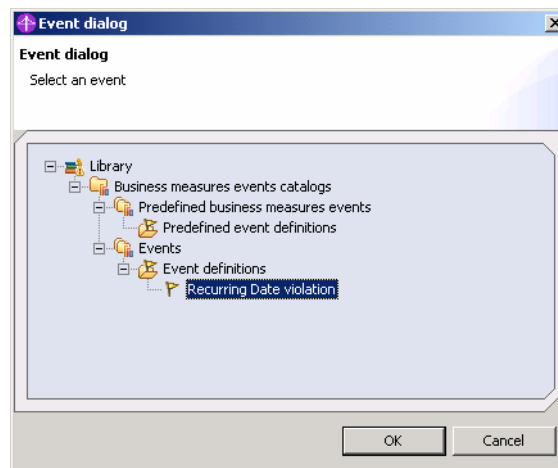 Event dialog
Event dialog
Select an event
Library
Business measures events catalogs
Predefined business measures events
Predefined event definitions
Events
Event definitions
Recurring Date violation
OK Cancel